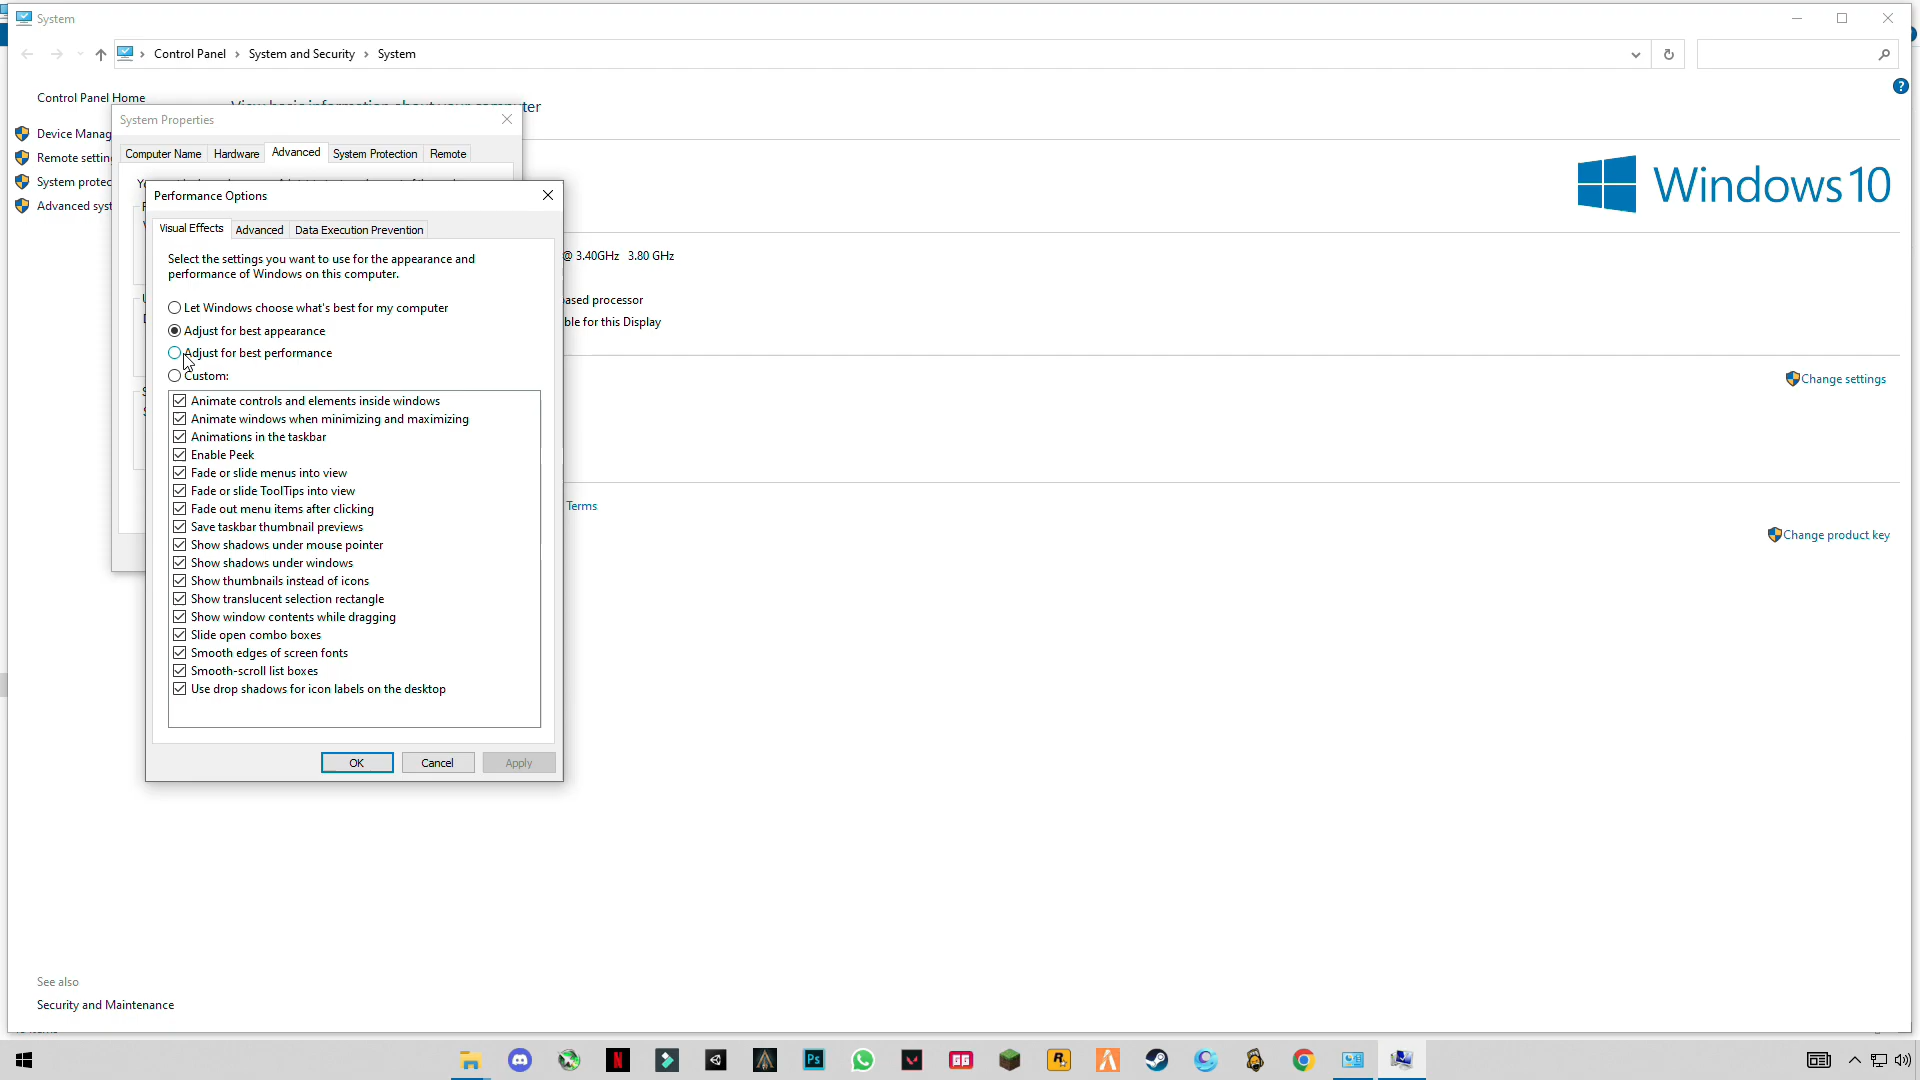 System
Control Panel > System and Security > System
Control Panel Home
computer
System Properties
Device Manag
Computer Name Hardware Advanced System Protection Remote
Remote settin
System protec
Windows 10
Performance Options
Advanced syst
Visual Effects Advanced Data Execution Prevention
Select the settings you want to use for the appearance and
performance of Windows on this computer.
@ 3.40GHz 3.80 GHz
ased processor
Let Windows choose what's best for my computer
ble for this Display
Adjust for best appearance
Adjust for best performance
Custom:
Change settings
Animate controls and elements inside windows
Animate windows when minimizing and maximizing
Animations in the taskbar
Enable Peek
Fade or slide menus into view
Fade or slide ToolTips into view
Fade out menu items after clicking
Terms
Save taskbar thumbnail previews
Change product key
Show shadows under mouse pointer
Show shadows under windows
Show thumbnails instead of icons
Show translucent selection rectangle
Show window contents while dragging
Slide open combo boxes
Smooth edges of screen fonts
Smooth-scroll list boxes
Use drop shadows for icon labels on the desktop
OK Cancel Apply
See also
Security and Maintenance